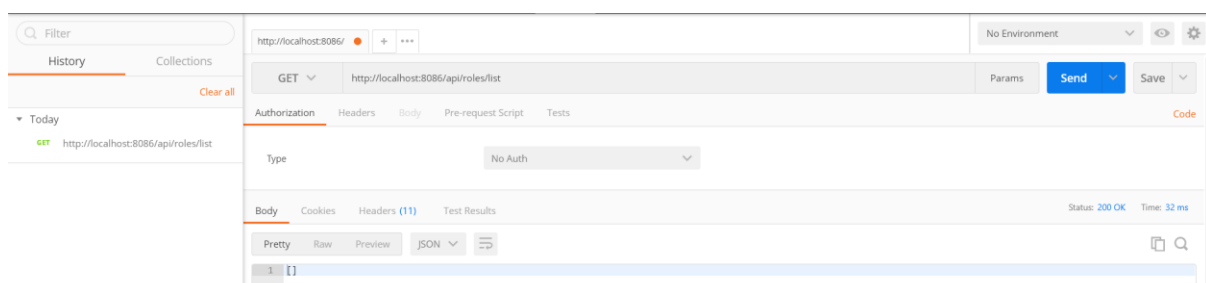 Filter
History Collections
Clear all
Today
GET http://localhost:8086/api/roles/list
http://localhost:8086/ + •••
No Environment
GET http://localhost:8086/api/roles/list Params Send Save
Authorization Headers Body Pre-request Script Tests Code
Type No Auth
Body Cookies Headers (11) Test Results Status: 200 OK Time: 32 ms
Pretty Raw Preview JSON
1 []